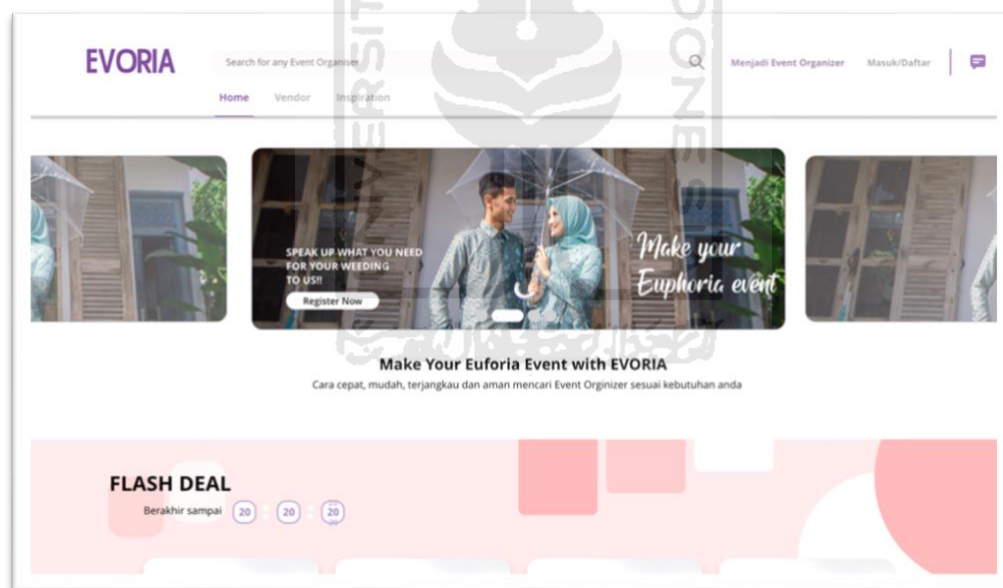 EVORIA
Search for any Event Organiser
Menjadi Event Organizer
Masuk/Daftar
Home
Vendor
Inspiration
SPEAK UP WHAT YOU NEED
FOR YOUR WEEDING
TO US!!
Register Now
Make your
Euphoria event
Make Your Euforia Event with EVORIA
Cara cepat, mudah, terjangkau dan aman mencari Event Orginizer sesuai kebutuhan anda
FLASH DEAL
Berakhir sampai 20 : 20 : 20